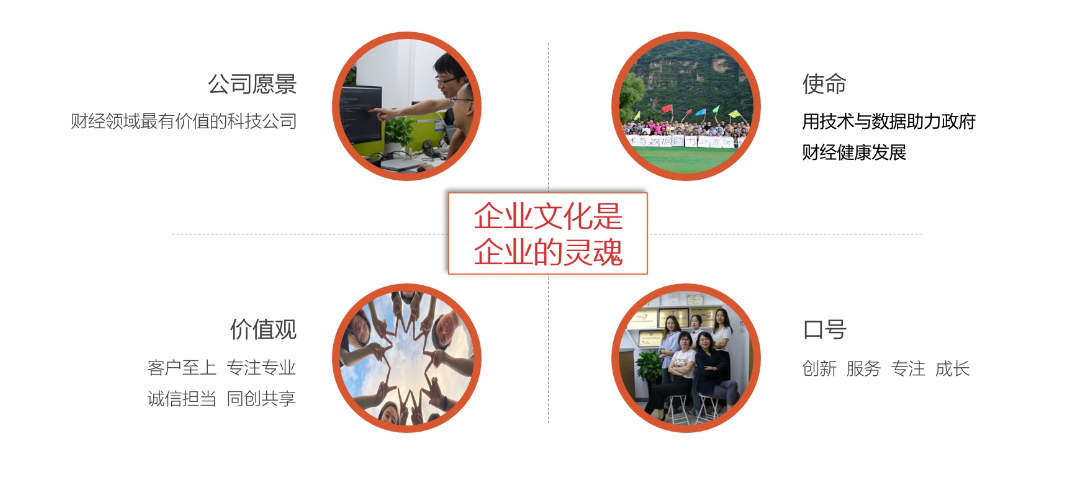 公司愿景
财经领域最有价值的科技公司
使命
用技术与数据助力政府
财经健康发展
企业文化是
企业的灵魂
价值观
客户至上 专注专业
诚信担当 同创共享
口号
创新 服务 专注 成长